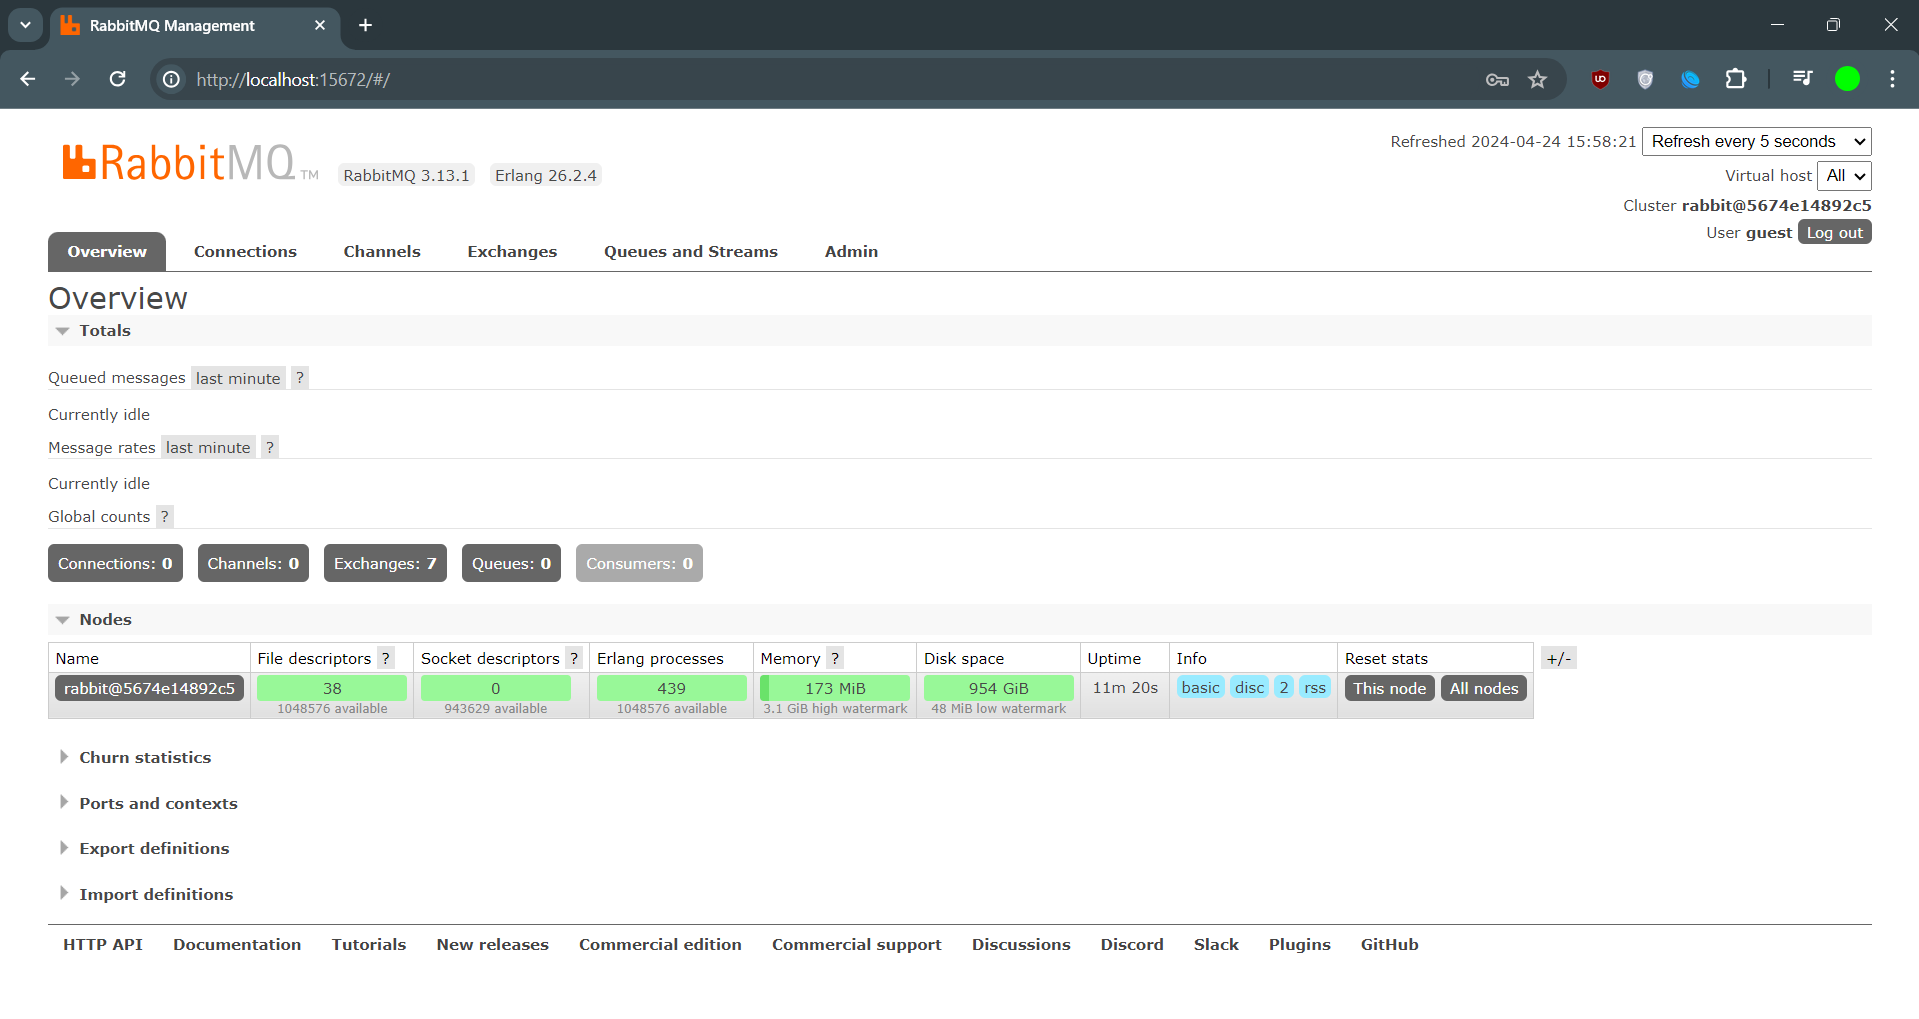 RabbitMQ Management
http://localhost:15672/#/
RabbitMQ TM
RabbitMQ 3.13.1 Erlang 26.2.4
Refreshed 2024-04-24 15:58:21 Refresh every 5 seconds
Virtual host All
Cluster rabbit@5674e14892c5
User guest Log out
Overview Connections Channels Exchanges Queues and Streams Admin
Overview
Totals
Queued messages last minute ?
Currently idle
Message rates last minute ?
Currently idle
Global counts ?
Connections: 0 Channels: 0 Exchanges: 7 Queues: 0 Consumers: 0
Nodes
Name File descriptors ? Socket descriptors ? Erlang processes Memory ? Disk space Uptime Info Reset stats +/-
rabbit@5674e14892c5 38 0 439 173 MiB 954 GiB 11m 20s basic disc 2 rss This node All nodes
1048576 available 943629 available 1048576 available 3.1 GiB high watermark 48 MiB low watermark
Churn statistics
Ports and contexts
Export definitions
Import definitions
HTTP API Documentation Tutorials New releases Commercial edition Commercial support Discussions Discord Slack Plugins GitHub